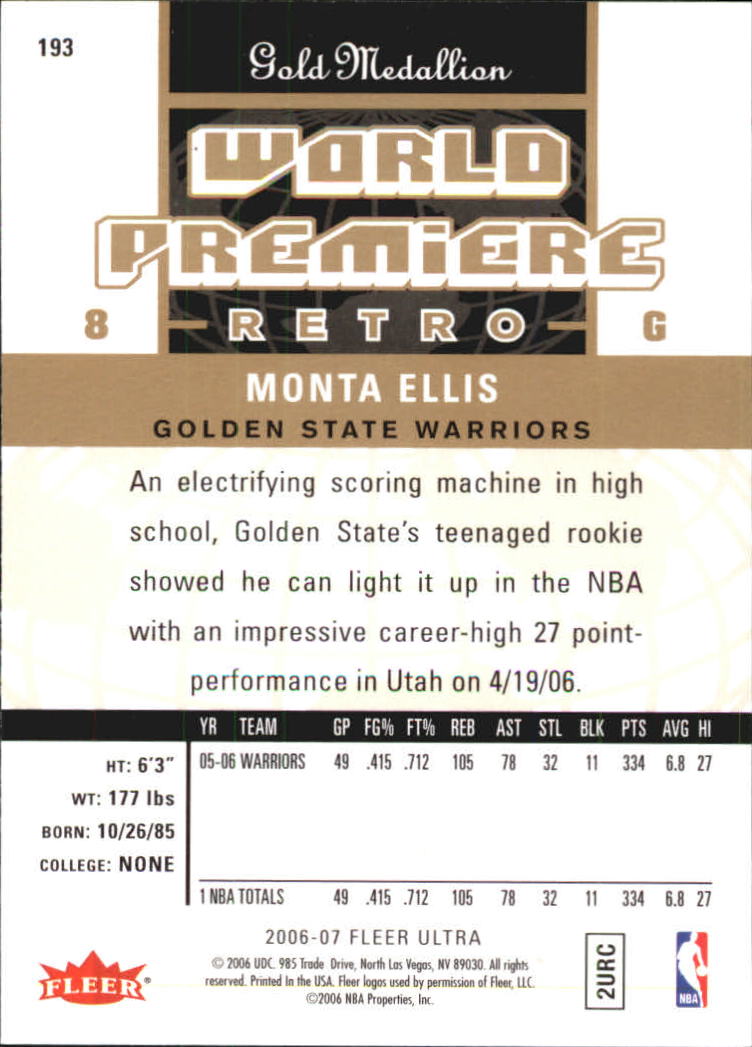 193
Gold Medallion
WORLD
PREMIERE
8 RETRO G
MONTA ELLIS
GOLDEN STATE WARRIORS
An electrifying scoring machine in high
school, Golden State's teenaged rookie
showed he can light it up in the NBA
with an impressive career-high 27 point-
performance in Utah on 4/19/06.
YR TEAM GP FG% FT% REB AST STL BLK PTS AVG HI
HT: 6'3" 05-06 WARRIORS 49 .415 .712 105 78 32 11 334 6.8 27
WT: 177 lbs
BORN: 10/26/85
COLLEGE: NONE
1 NBA TOTALS 49 .415 .712 105 78 32 11 334 6.8 27
2006-07 FLEER ULTRA
© 2006 UDC. 985 Trade Drive, North Las Vegas, NV 89030. All rights
reserved. Printed In the USA. Fleer logos used by permission of Fleer, LLC.
©2006 NBA Properties, Inc.
FLEER®
2URC
NBA